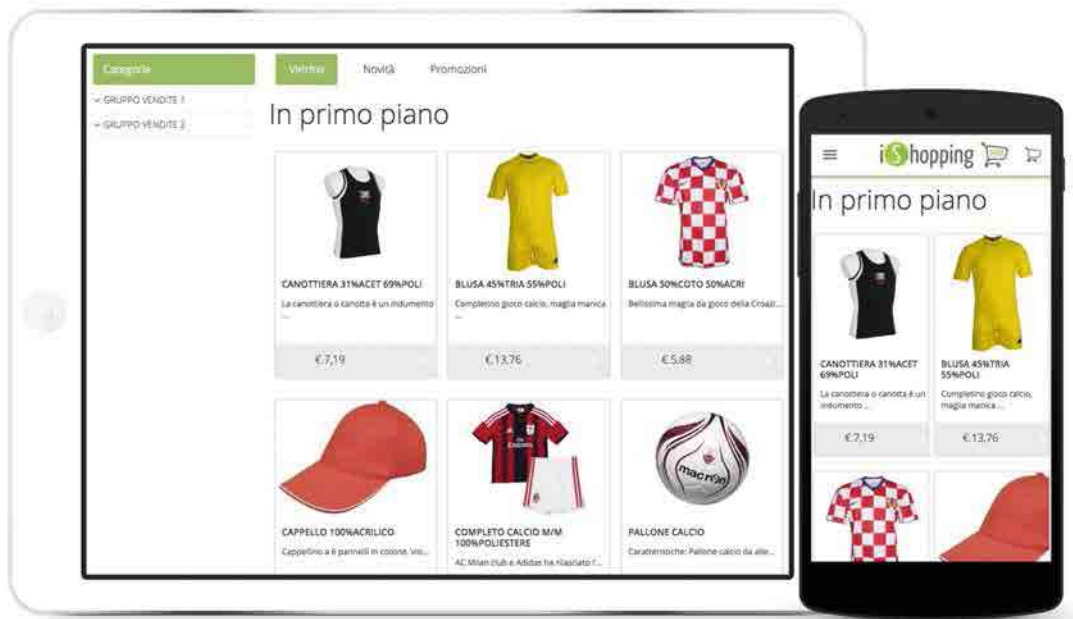 Categorie
GRUPPO VENDITE 1
GRUPPO VENDITE 2
Vetrina Novità Promozioni
In primo piano
CANOTTIERA 31%ACET 69%POLI
La canottiera o canotta è un indumento
...
€.7,19
BLUSA 45%TRIA 55%POLI
Completino gioco calcio, maglia manica
...
€.13,76
BLUSA 50%COTO 50%ACRI
Bellissima maglia da gioco della Croazi...
€.5,88
Fly
Emirates
macron
CAPPELLO 100%ACRILICO
Cappellino a 6 pannelli in cotone. Vis...
COMPLETO CALCIO M/M
100%POLIESTERE
AC Milan club e Adidas ha rilasciato l'...
PALLONE CALCIO
Caratteristiche: Pallone calcio da alle...
iShopping
In primo piano
CANOTTIERA 31%ACET
69%POLI
La canottiera o canotta è un
indumento ...
€.7,19
BLUSA 45%TRIA
55%POLI
Completino gioco calcio,
maglia manica ...
€.13,76